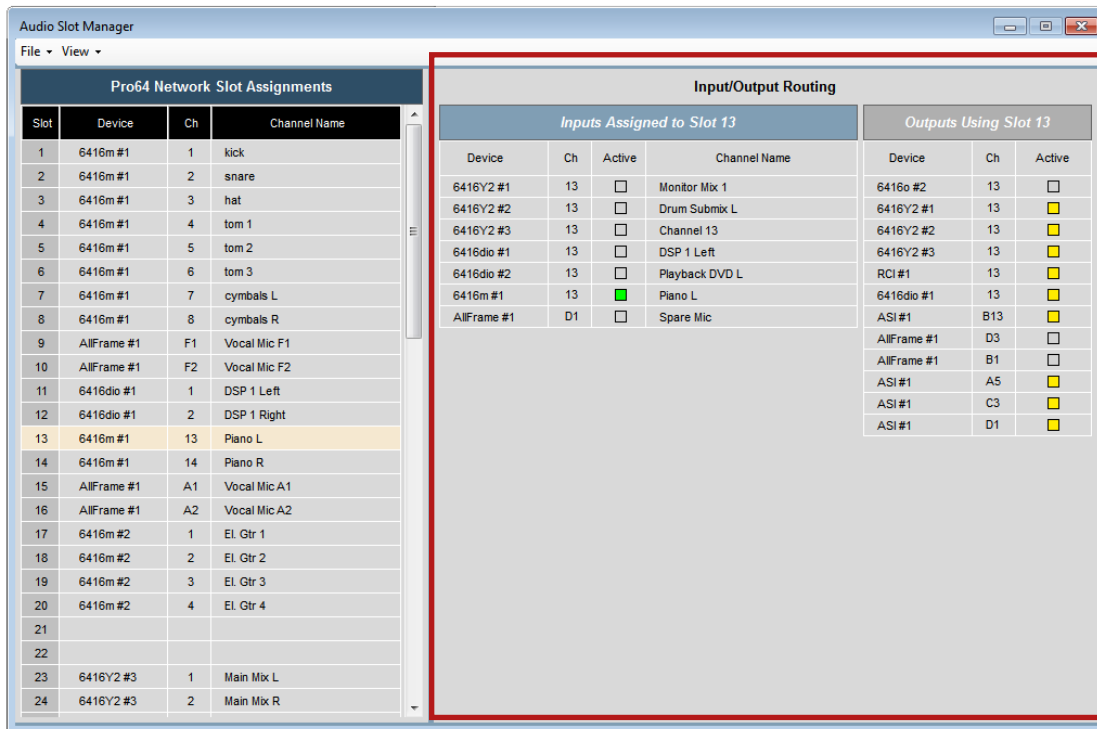 Audio Slot Manager
File View
Pro64 Network Slot Assignments
Slot Device Ch Channel Name
1 6416m #1 1 kick
2 6416m #1 2 snare
3 6416m #1 3 hat
4 6416m #1 4 tom 1
5 6416m #1 5 tom 2
6 6416m #1 6 tom 3
7 6416m #1 7 cymbals L
8 6416m #1 8 cymbals R
9 AllFrame #1 F1 Vocal Mic F1
10 AllFrame #1 F2 Vocal Mic F2
11 6416dio #1 1 DSP 1 Left
12 6416dio #1 2 DSP 1 Right
13 6416m #1 13 Piano L
14 6416m #1 14 Piano R
15 AllFrame #1 A1 Vocal Mic A1
16 AllFrame #1 A2 Vocal Mic A2
17 6416m #2 1 El. Gtr 1
18 6416m #2 2 El. Gtr 2
19 6416m #2 3 El. Gtr 3
20 6416m #2 4 El. Gtr 4
21
22
23 6416Y2 #3 1 Main Mix L
24 6416Y2 #3 2 Main Mix R
Input/Output Routing
Inputs Assigned to Slot 13
Device Ch Active Channel Name
6416Y2 #1 13 Monitor Mix 1
6416Y2 #2 13 Drum Submix L
6416Y2 #3 13 Channel 13
6416dio #1 13 DSP 1 Left
6416dio #2 13 Playback DVD L
6416m #1 13 Piano L
AllFrame #1 D1 Spare Mic
Outputs Using Slot 13
Device Ch Active
6416o #2 13
6416Y2 #1 13
6416Y2 #2 13
6416Y2 #3 13
RCI #1 13
6416dio #1 13
ASI #1 B13
AllFrame #1 D3
AllFrame #1 B1
ASI #1 A5
ASI #1 C3
ASI #1 D1